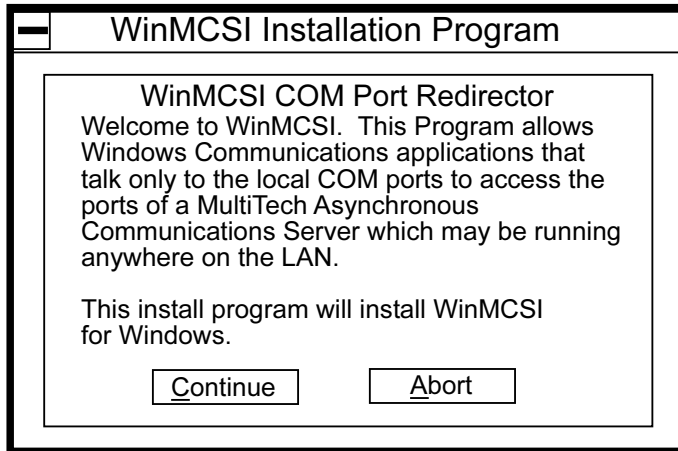 WinMCSI Installation Program
WinMCSI COM Port Redirector
Welcome to WinMCSI.  This Program allows
Windows Communications applications that
talk only to the local COM ports to access the
ports of a MultiTech Asynchronous
Communications Server which may be running
anywhere on the LAN.
This install program will install WinMCSI
for Windows.
Continue Abort